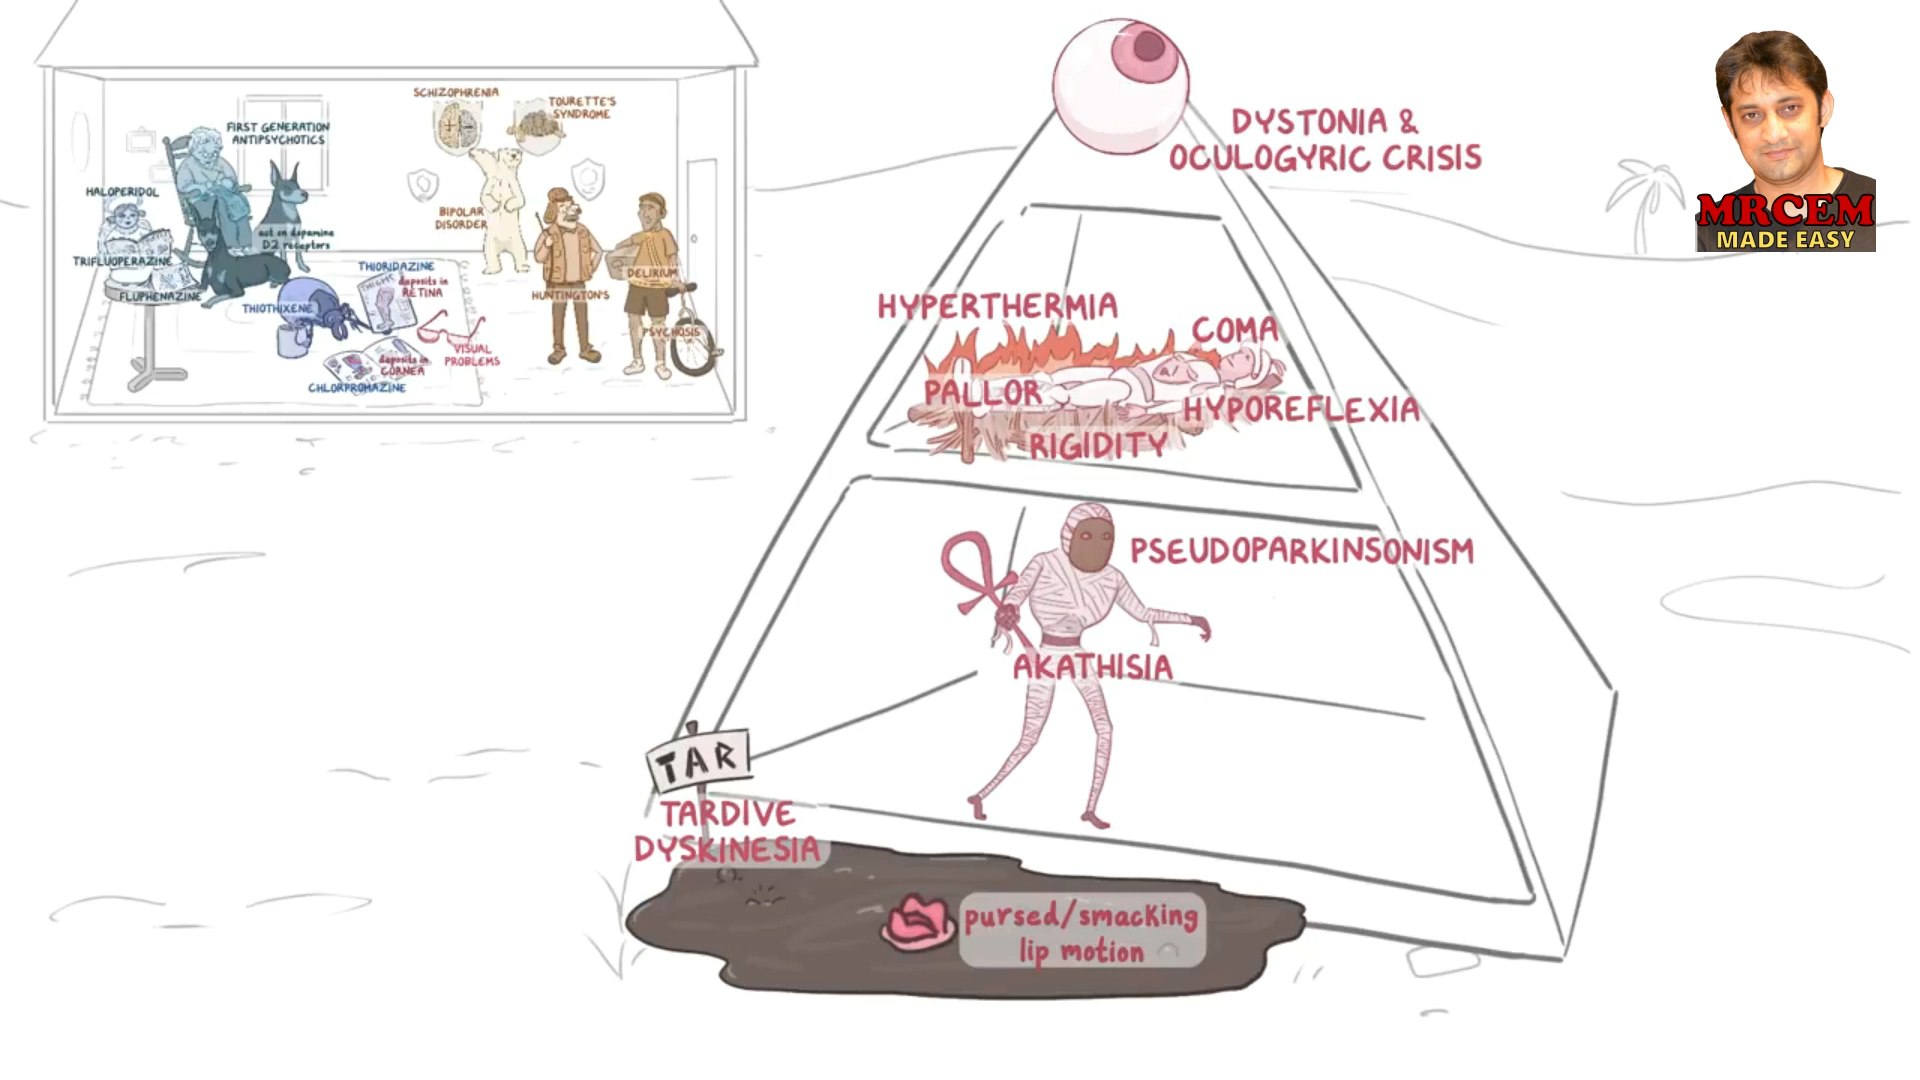 SCHIZOPHRENIA
TOURETTE'S
SYNDROME
FIRST GENERATION
ANTIPSYCHOTICS
HALOPERIDOL
BIPOLAR
DISORDER
act on dopamine
D2 receptors
TRIFLUOPERAZINE
THIORIDAZINE
deposits in
RETINA
DELIRIUM
FLUPHENAZINE
HUNTINGTON'S
THIOTHIXENE
PSYCHOSIS
VISUAL
PROBLEMS
deposits in
CORNEA
CHLORPROMAZINE
DYSTONIA &
OCULOGYRIC CRISIS
MRCEM
MADE EASY
HYPERTHERMIA
COMA
PALLOR
HYPOREFLEXIA
RIGIDITY
PSEUDOPARKINSONISM
AKATHISIA
TAR
TARDIVE
DYSKINESIA
pursed/smacking
lip motion